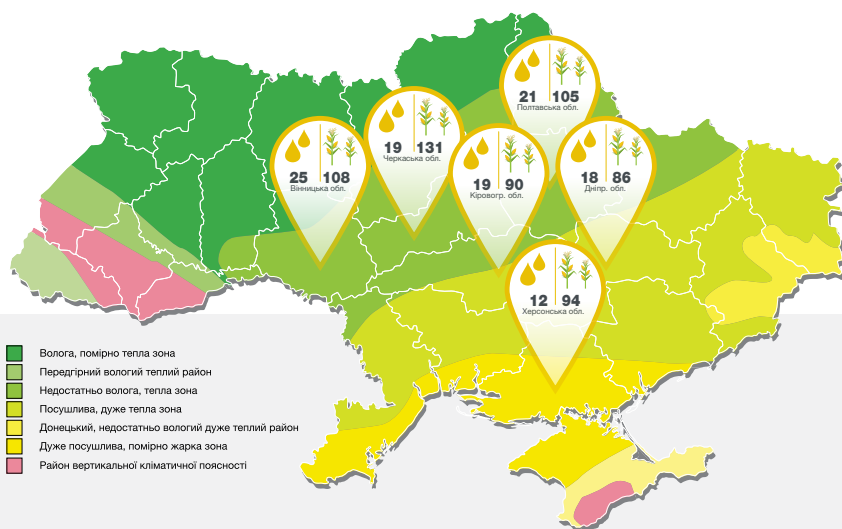 21 105
Полтавська обл.
19 131
Черкаська обл.
25 108
Вінницька обл.
19 90
Кіровогр. обл.
18 86
Дніпр. обл.
12 94
Херсонська обл.
Волога, помірно тепла зона
Передгірний вологий теплий район
Недостатньо волога, тепла зона
Посушлива, дуже тепла зона
Донецький, недостатньо вологий дуже теплий район
Дуже посушлива, помірно жарка зона
Район вертикальної кліматичної поясності